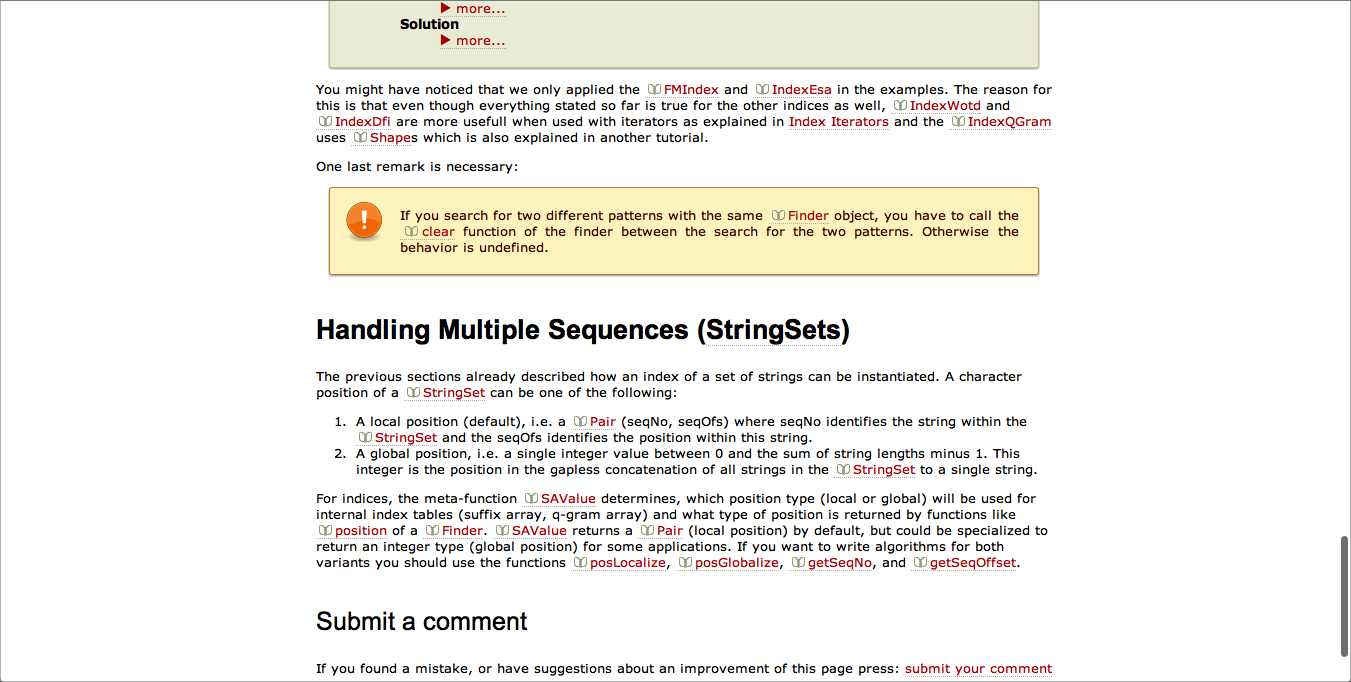 more...
Solution
more...
You might have noticed that we only applied the FMIndex and IndexEsa in the examples. The reason for
this is that even though everything stated so far is true for the other indices as well, IndexWotd and
IndexDfi are more usefull when used with iterators as explained in Index Iterators and the IndexQGram
uses Shapes which is also explained in another tutorial.
One last remark is necessary:
If you search for two different patterns with the same Finder object, you have to call the
clear function of the finder between the search for the two patterns. Otherwise the
behavior is undefined.
Handling Multiple Sequences (StringSets)
The previous sections already described how an index of a set of strings can be instantiated. A character
position of a StringSet can be one of the following:
1. A local position (default), i.e. a Pair (seqNo, seqOfs) where seqNo identifies the string within the
StringSet and the seqOfs identifies the position within this string.
2. A global position, i.e. a single integer value between 0 and the sum of string lengths minus 1. This
integer is the position in the gapless concatenation of all strings in the StringSet to a single string.
For indices, the meta-function SAValue determines, which position type (local or global) will be used for
internal index tables (suffix array, q-gram array) and what type of position is returned by functions like
position of a Finder. SAValue returns a Pair (local position) by default, but could be specialized to
return an integer type (global position) for some applications. If you want to write algorithms for both
variants you should use the functions posLocalize, posGlobalize, getSeqNo, and getSeqOffset.
Submit a comment
If you found a mistake, or have suggestions about an improvement of this page press: submit your comment